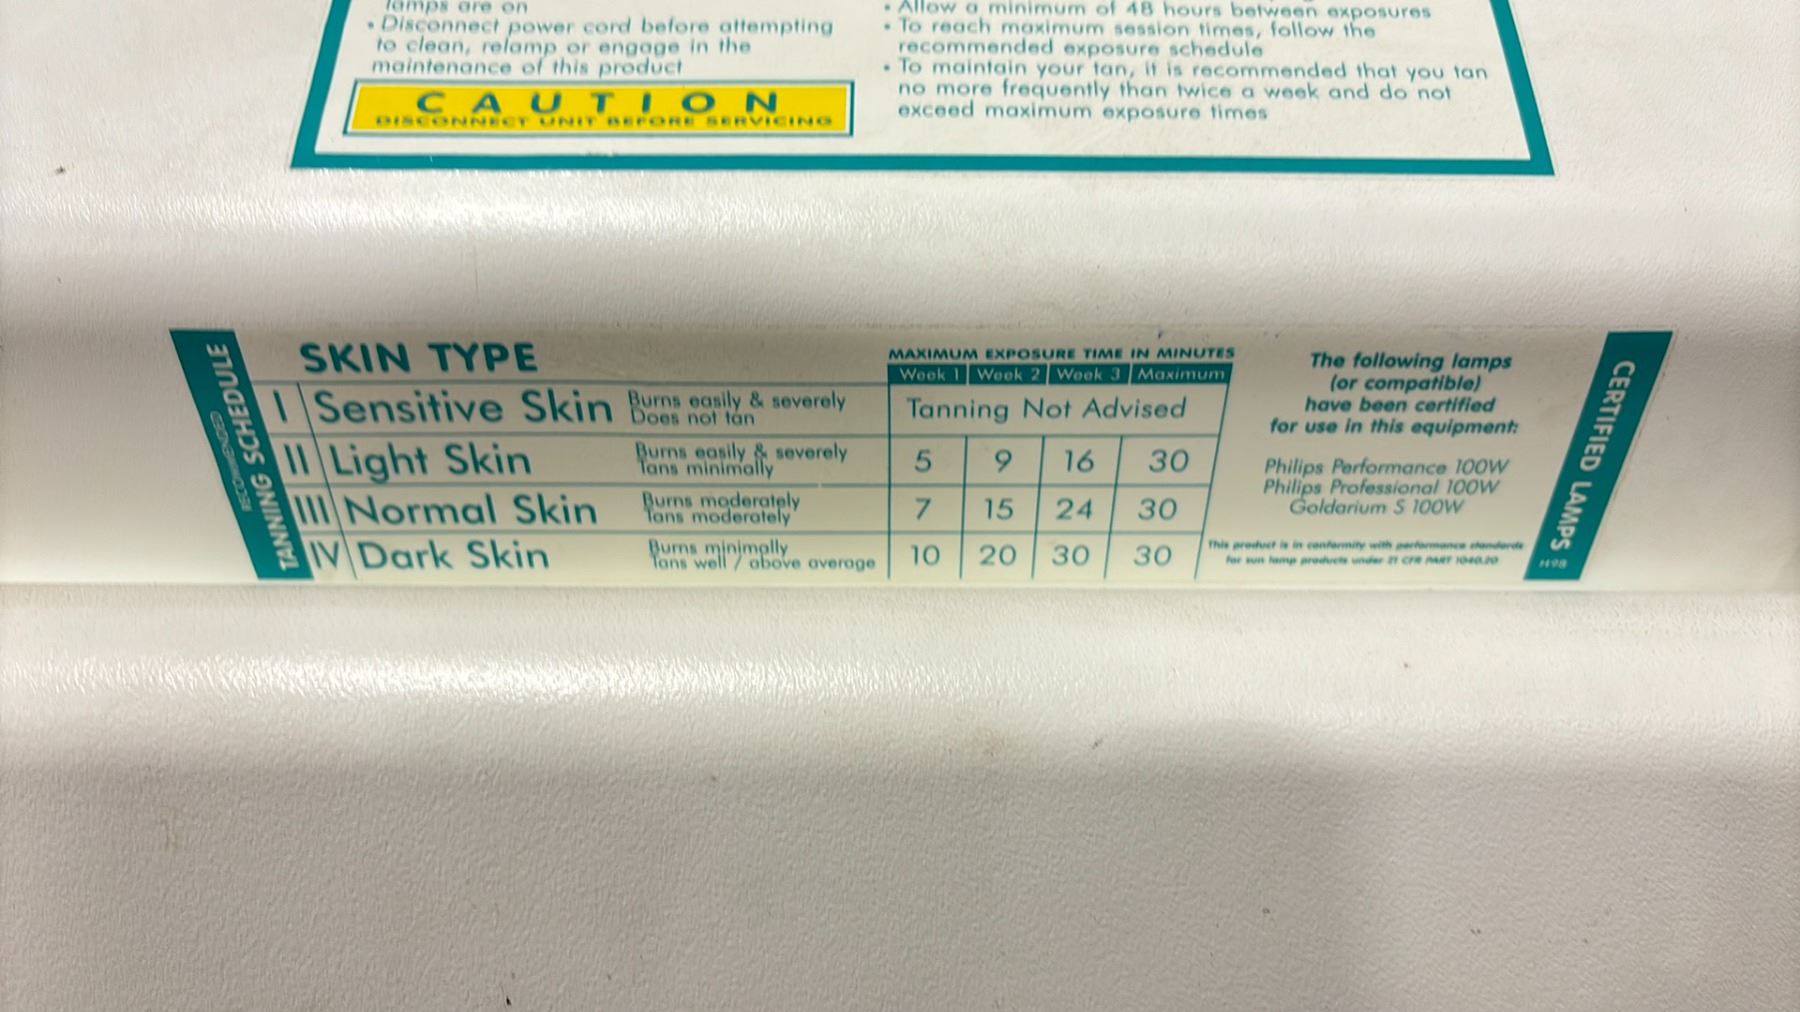 lamps are on
• Disconnect power cord before attempting
to clean, relamp or engage in the
maintenance of this product
CAUTION
DISCONNECT UNIT BEFORE SERVICING
• Allow a minimum of 48 hours between exposures
• To reach maximum session times, follow the
recommended exposure schedule
• To maintain your tan, it is recommended that you tan
no more frequently than twice a week and do not
exceed maximum exposure times
RECOMMENDED
TANNING SCHEDULE
SKIN TYPE
MAXIMUM EXPOSURE TIME IN MINUTES
Week 1 Week 2 Week 3 Maximum
I Sensitive Skin Burns easily & severely
Does not tan
Tanning Not Advised
II Light Skin Burns easily & severely
Tans minimally
5 9 16 30
III Normal Skin Burns moderately
Tans moderately
7 15 24 30
IV Dark Skin Burns minimally
Tans well / above average
10 20 30 30
The following lamps
(or compatible)
have been certified
for use in this equipment:
Philips Performance 100W
Philips Professional 100W
Goldarium S 100W
This product is in conformity with performance standards
for sun lamp products under 21 CFR PART 1040.20
CERTIFIED LAMPS